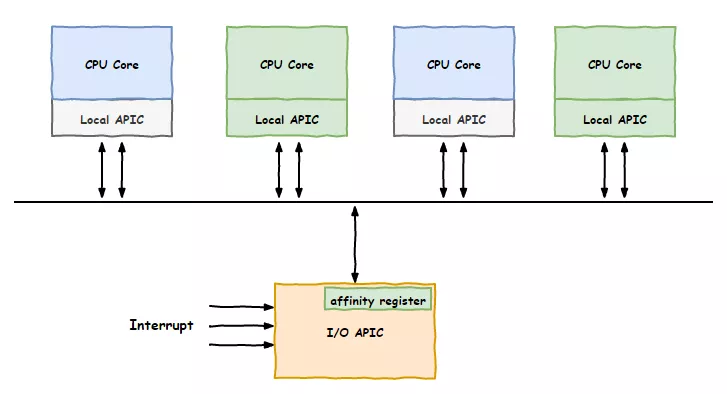 CPU Core
CPU Core
CPU Core
CPU Core
Local APIC
Local APIC
Local APIC
Local APIC
affinity register
Interrupt
I/O APIC